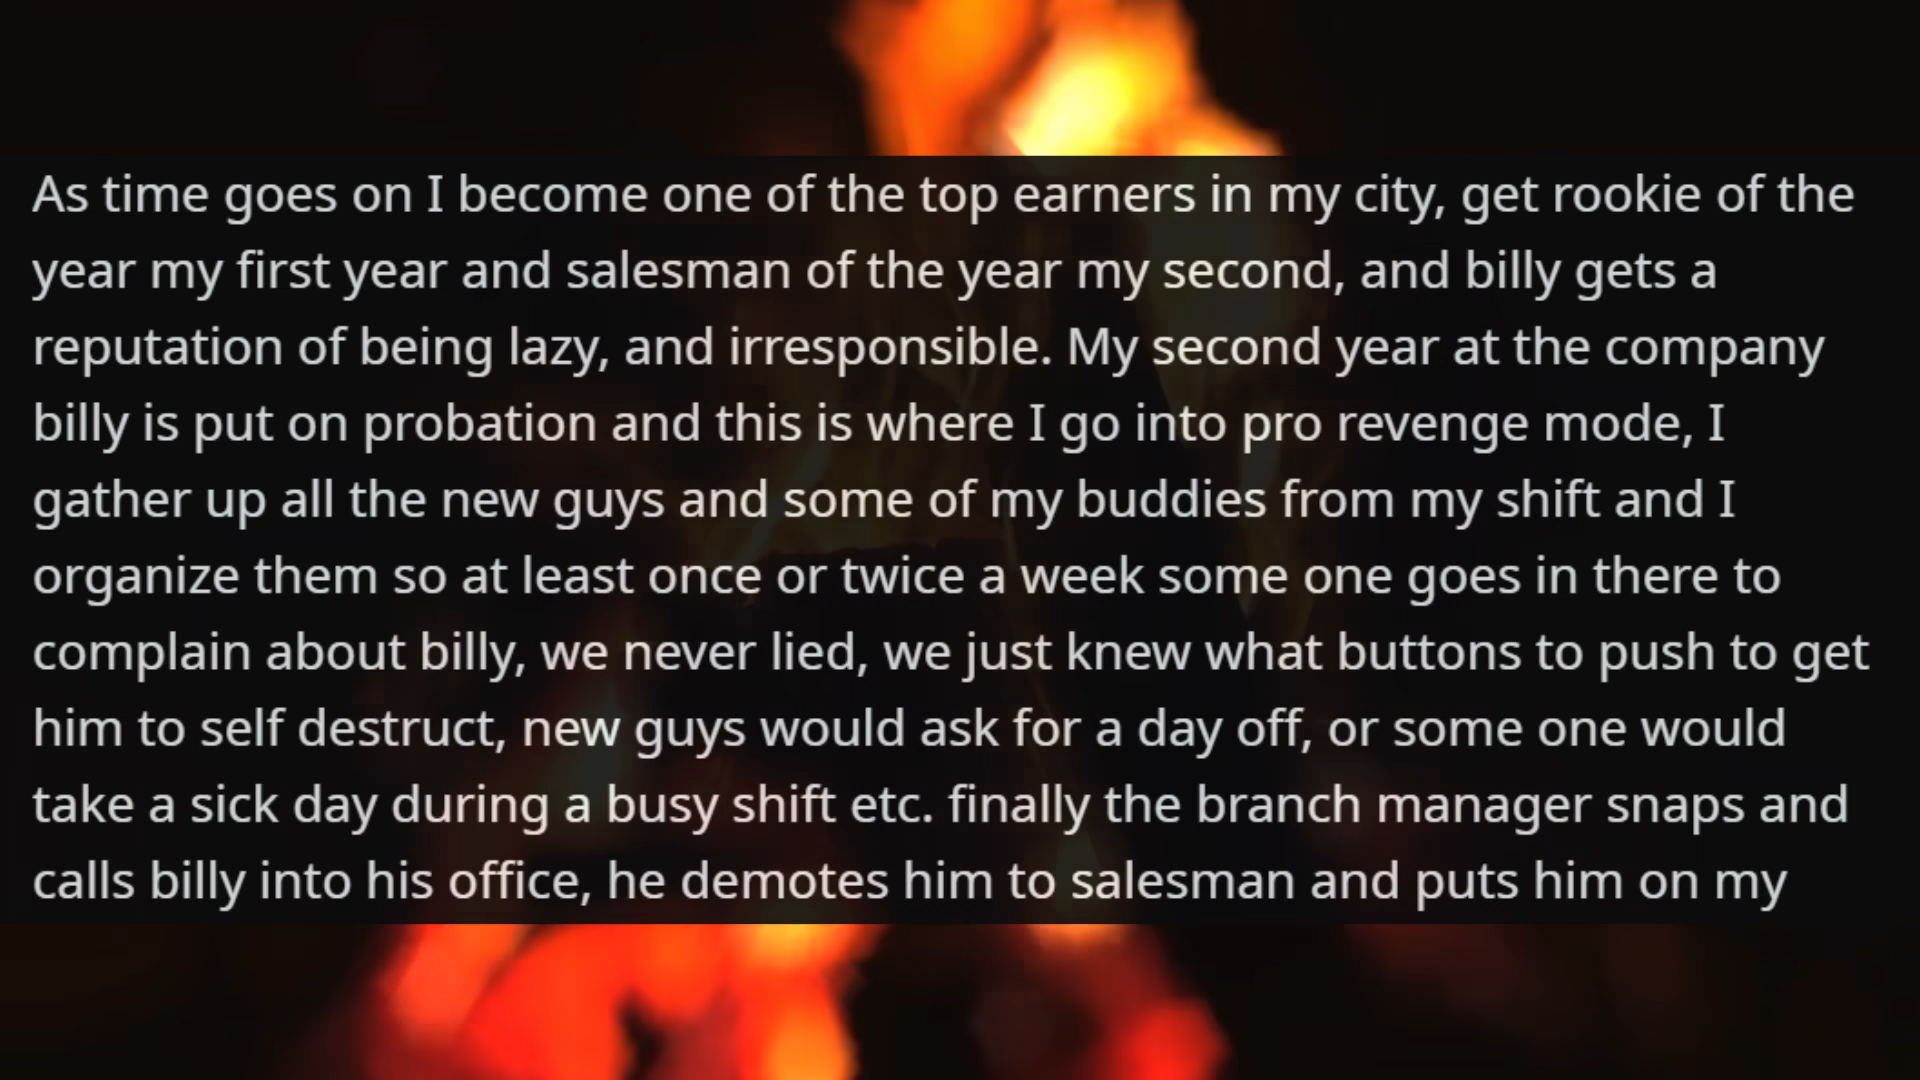 As time goes on I become one of the top earners in my city, get rookie of the
year my first year and salesman of the year my second, and billy gets a
reputation of being lazy, and irresponsible. My second year at the company
billy is put on probation and this is where I go into pro revenge mode, I
gather up all the new guys and some of my buddies from my shift and I
organize them so at least once or twice a week some one goes in there to
complain about billy, we never lied, we just knew what buttons to push to get
him to self destruct, new guys would ask for a day off, or some one would
take a sick day during a busy shift etc. finally the branch manager snaps and
calls billy into his office, he demotes him to salesman and puts him on my